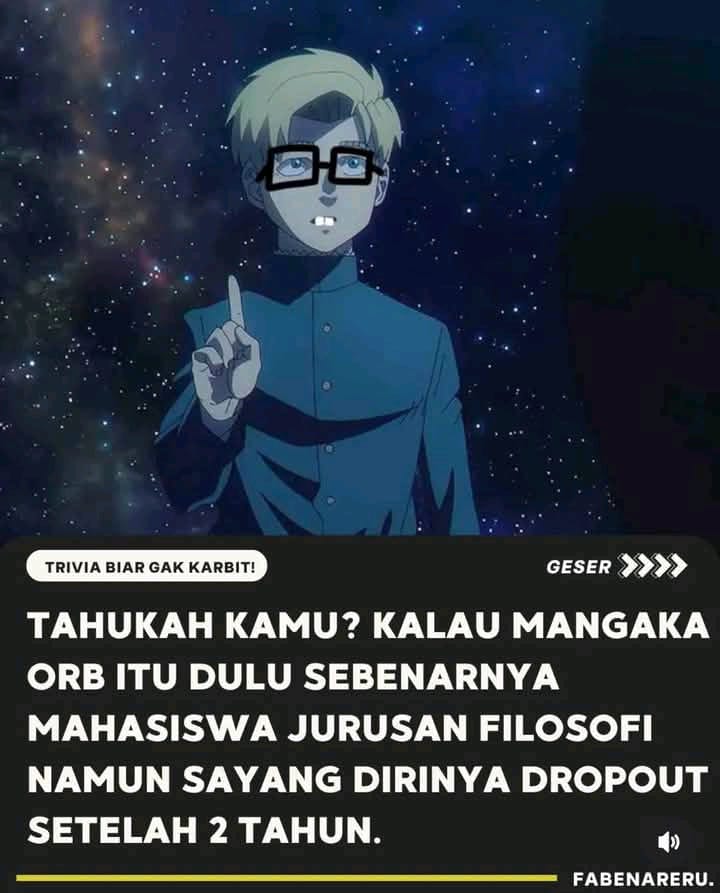 TRIVIA BIAR GAK KARBIT!
GESER
TAHUKAH KAMU? KALAU MANGAKA
ORB ITU DULU SEBENARNYA
MAHASISWA JURUSAN FILOSOFI
NAMUN SAYANG DIRINYA DROPOUT
SETELAH 2 TAHUN.
FABENARERU.